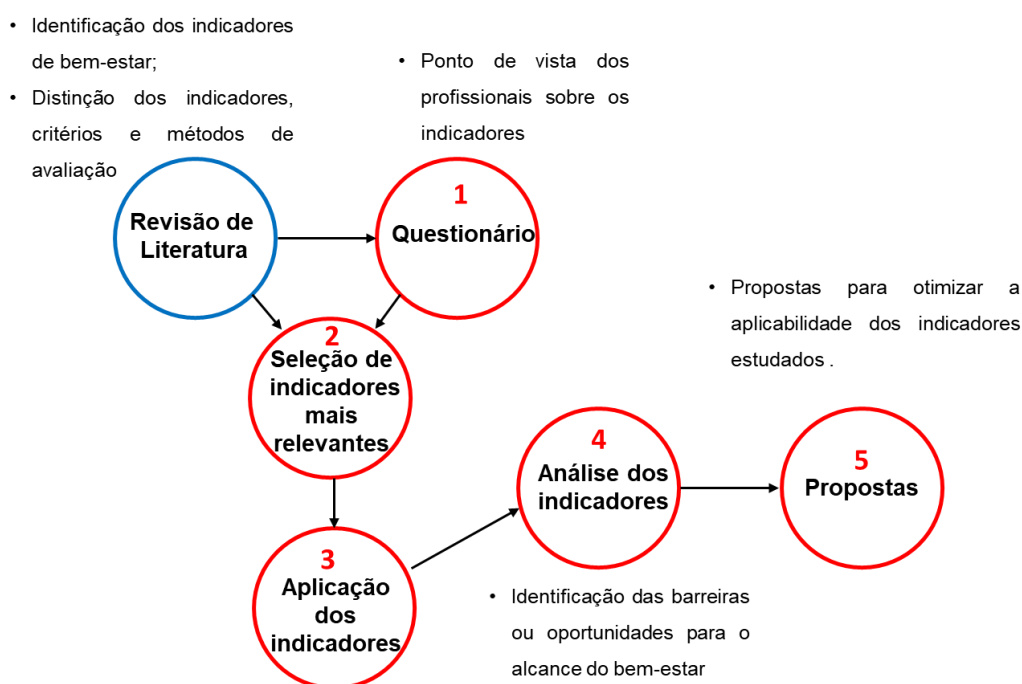 • Identificação dos indicadores
de bem-estar;
• Distinção dos indicadores,
critérios e métodos de
avaliação
• Ponto de vista dos
profissionais sobre os
indicadores
Revisão de
Literatura
1
Questionário
2
Seleção de
indicadores
mais
relevantes
• Propostas para otimizar a
aplicabilidade dos indicadores
estudados .
3
Aplicação
dos
indicadores
4
Análise dos
indicadores
5
Propostas
• Identificação das barreiras
ou oportunidades para o
alcance do bem-estar